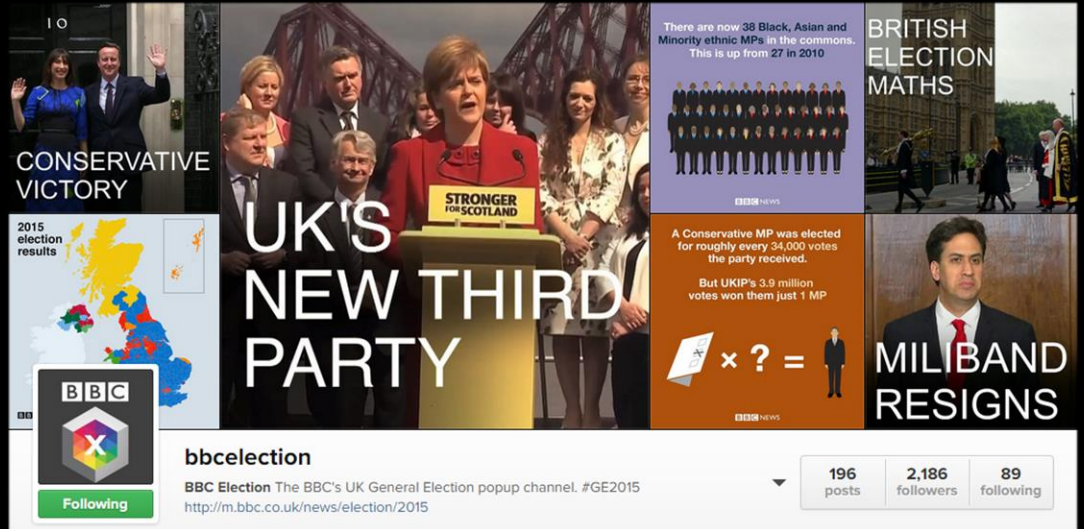 10
CONSERVATIVE
VICTORY
STRONGER
FOR SCOTLAND
UK'S
NEW THIRD
PARTY
There are now 38 Black, Asian and
Minority ethnic MPs in the commons.
This is up from 27 in 2010
BBC NEWS
BRITISH
ELECTION
MATHS
2015
election
results
A Conservative MP was elected
for roughly every 34,000 votes
the party received.
But UKIP's 3.9 million
votes won them just 1 MP
× ? =
BBC NEWS
MILIBAND
RESIGNS
BBC
X
Following
bbcelection
BBC Election The BBC's UK General Election popup channel. #GE2015
http://m.bbc.co.uk/news/election/2015
196
posts
2,186
followers
89
following